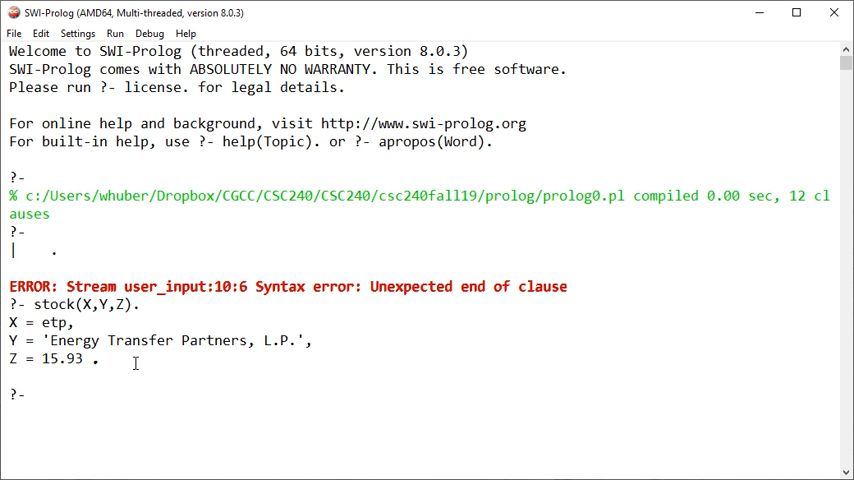 SWI-Prolog (AMD64, Multi-threaded, version 8.0.3)
File Edit Settings Run Debug Help
Welcome to SWI-Prolog (threaded, 64 bits, version 8.0.3)
SWI-Prolog comes with ABSOLUTELY NO WARRANTY. This is free software.
Please run ?- license. for legal details.
For online help and background, visit http://www.swi-prolog.org
For built-in help, use ?- help(Topic). or ?- apropos(Word).
?-
% c:/Users/whuber/Dropbox/CGCC/CSC240/CSC240/csc240fall19/prolog/prolog0.pl compiled 0.00 sec, 12 cl
auses
?-
|    .
ERROR: Stream user_input:10:6 Syntax error: Unexpected end of clause
?- stock(X,Y,Z).
X = etp,
Y = 'Energy Transfer Partners, L.P.',
Z = 15.93 .
?-